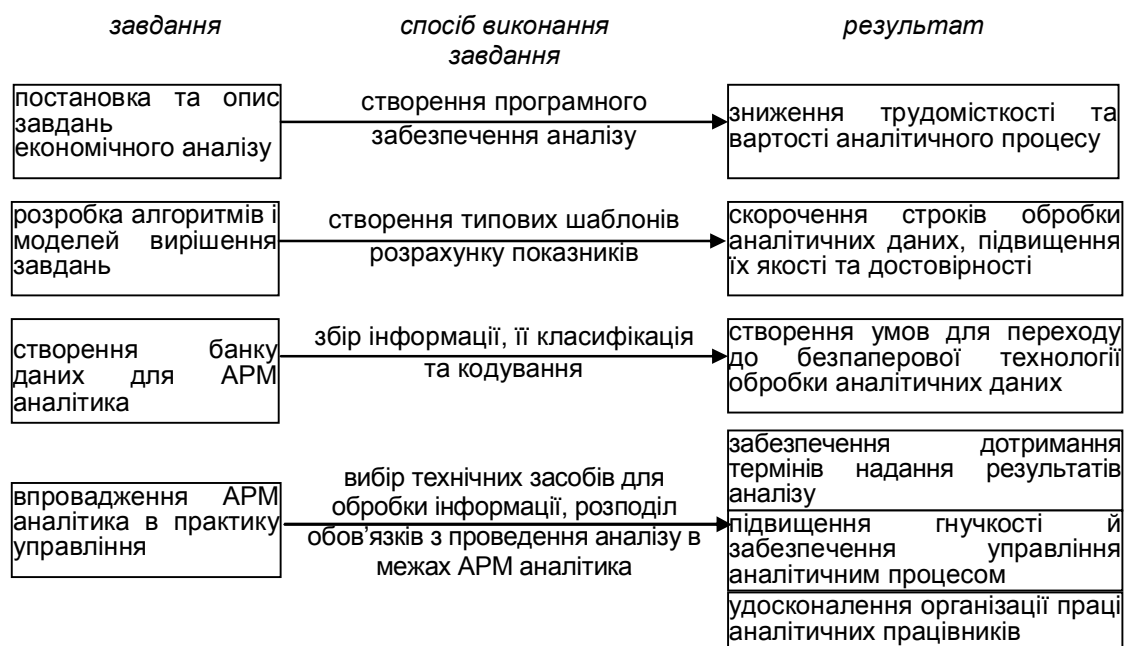 завдання
спосіб виконання
завдання
результат
постановка та опис
завдань
економічного аналізу
створення програмного
забезпечення аналізу
зниження трудомісткості та
вартості аналітичного процесу
розробка алгоритмів і
моделей вирішення
завдань
створення типових шаблонів
розрахунку показників
скорочення строків обробки
аналітичних даних, підвищення
їх якості та достовірності
створення банку
даних для АРМ
аналітика
збір інформації, її класифікація
та кодування
створення умов для переходу
до безпаперової технології
обробки аналітичних даних
впровадження АРМ
аналітика в практику
управління
вибір технічних засобів для
обробки інформації, розподіл
обов’язків з проведення аналізу в
межах АРМ аналітика
забезпечення дотримання
термінів надання результатів
аналізу
підвищення гнучкості й
забезпечення управління
аналітичним процесом
удосконалення організації праці
аналітичних працівників